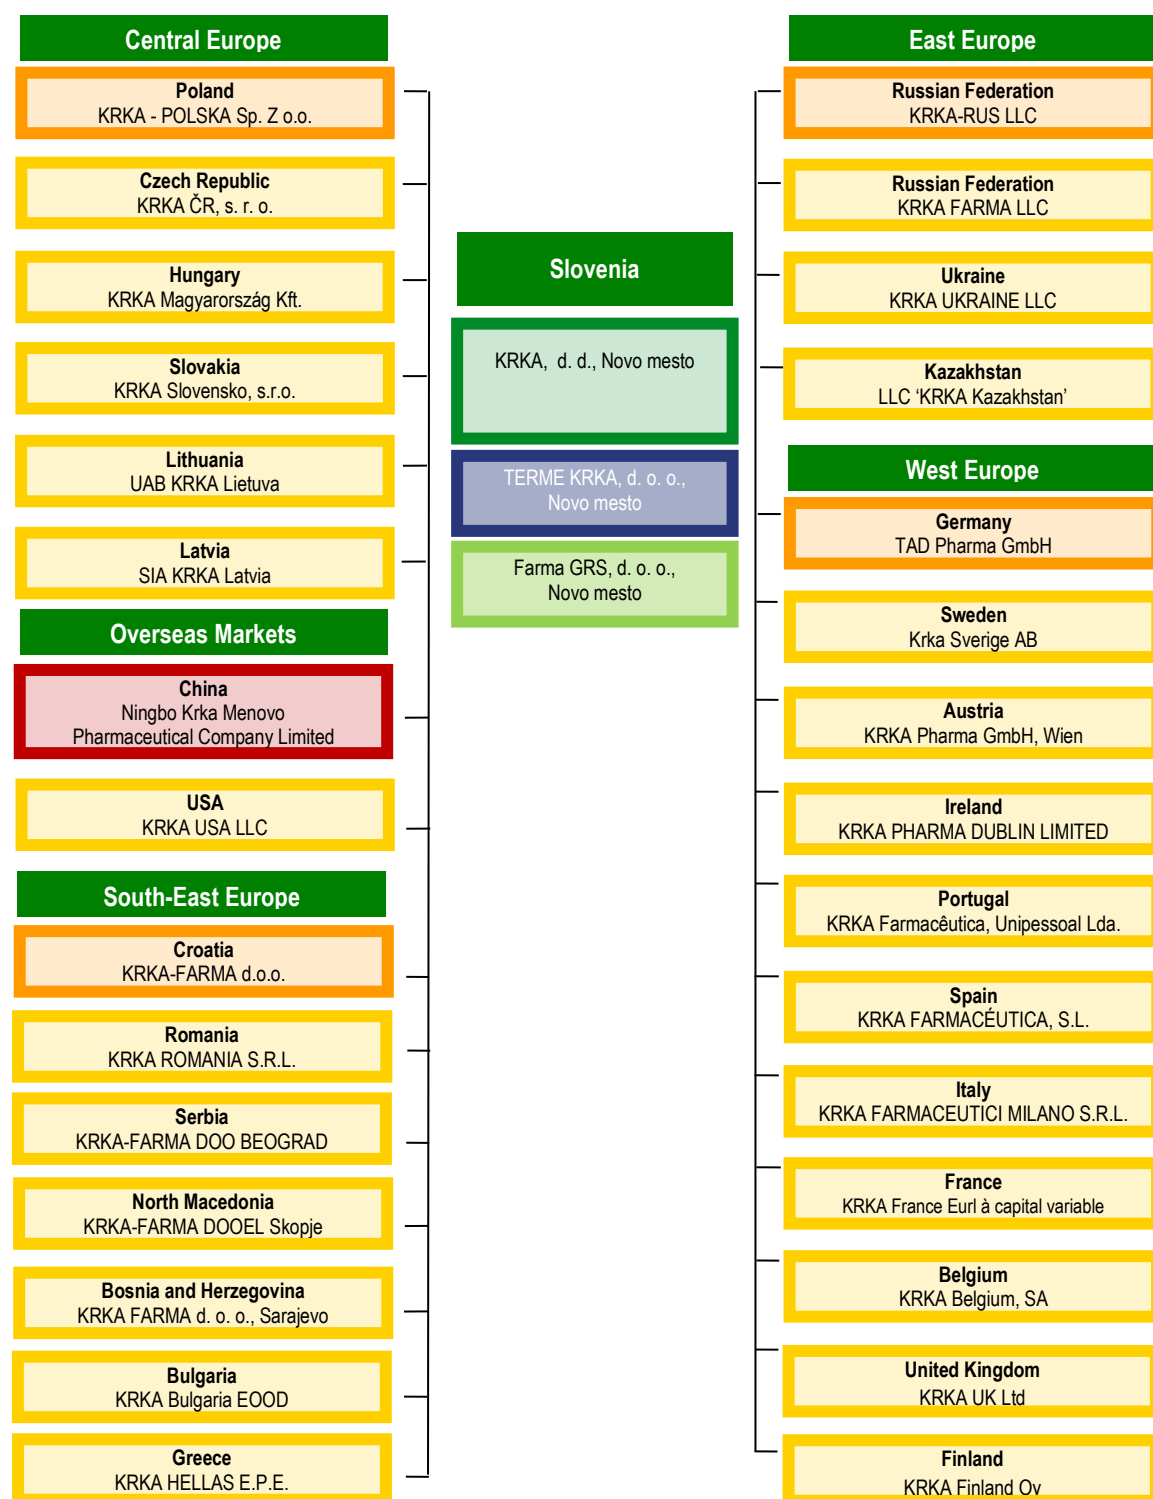 Central Europe
Poland
KRKA - POLSKA Sp. Z o.o.
Czech Republic
KRKA ČR, s. r. o.
Hungary
KRKA Magyarország Kft.
Slovakia
KRKA Slovensko, s.r.o.
Lithuania
UAB KRKA Lietuva
Latvia
SIA KRKA Latvia
Overseas Markets
China
Ningbo Krka Menovo
Pharmaceutical Company Limited
USA
KRKA USA LLC
South-East Europe
Croatia
KRKA-FARMA d.o.o.
Romania
KRKA ROMANIA S.R.L.
Serbia
KRKA-FARMA DOO BEOGRAD
North Macedonia
KRKA-FARMA DOOEL Skopje
Bosnia and Herzegovina
KRKA FARMA d. o. o., Sarajevo
Bulgaria
KRKA Bulgaria EOOD
Greece
KRKA HELLAS E.P.E.
Slovenia
KRKA, d. d., Novo mesto
TERME KRKA, d. o. o.,
Novo mesto
Farma GRS, d. o. o.,
Novo mesto
East Europe
Russian Federation
KRKA-RUS LLC
Russian Federation
KRKA FARMA LLC
Ukraine
KRKA UKRAINE LLC
Kazakhstan
LLC ‘KRKA Kazakhstan’
West Europe
Germany
TAD Pharma GmbH
Sweden
Krka Sverige AB
Austria
KRKA Pharma GmbH, Wien
Ireland
KRKA PHARMA DUBLIN LIMITED
Portugal
KRKA Farmacêutica, Unipessoal Lda.
Spain
KRKA FARMACÉUTICA, S.L.
Italy
KRKA FARMACEUTICI MILANO S.R.L.
France
KRKA France Eurl à capital variable
Belgium
KRKA Belgium, SA
United Kingdom
KRKA UK Ltd
Finland
KRKA Finland Oy